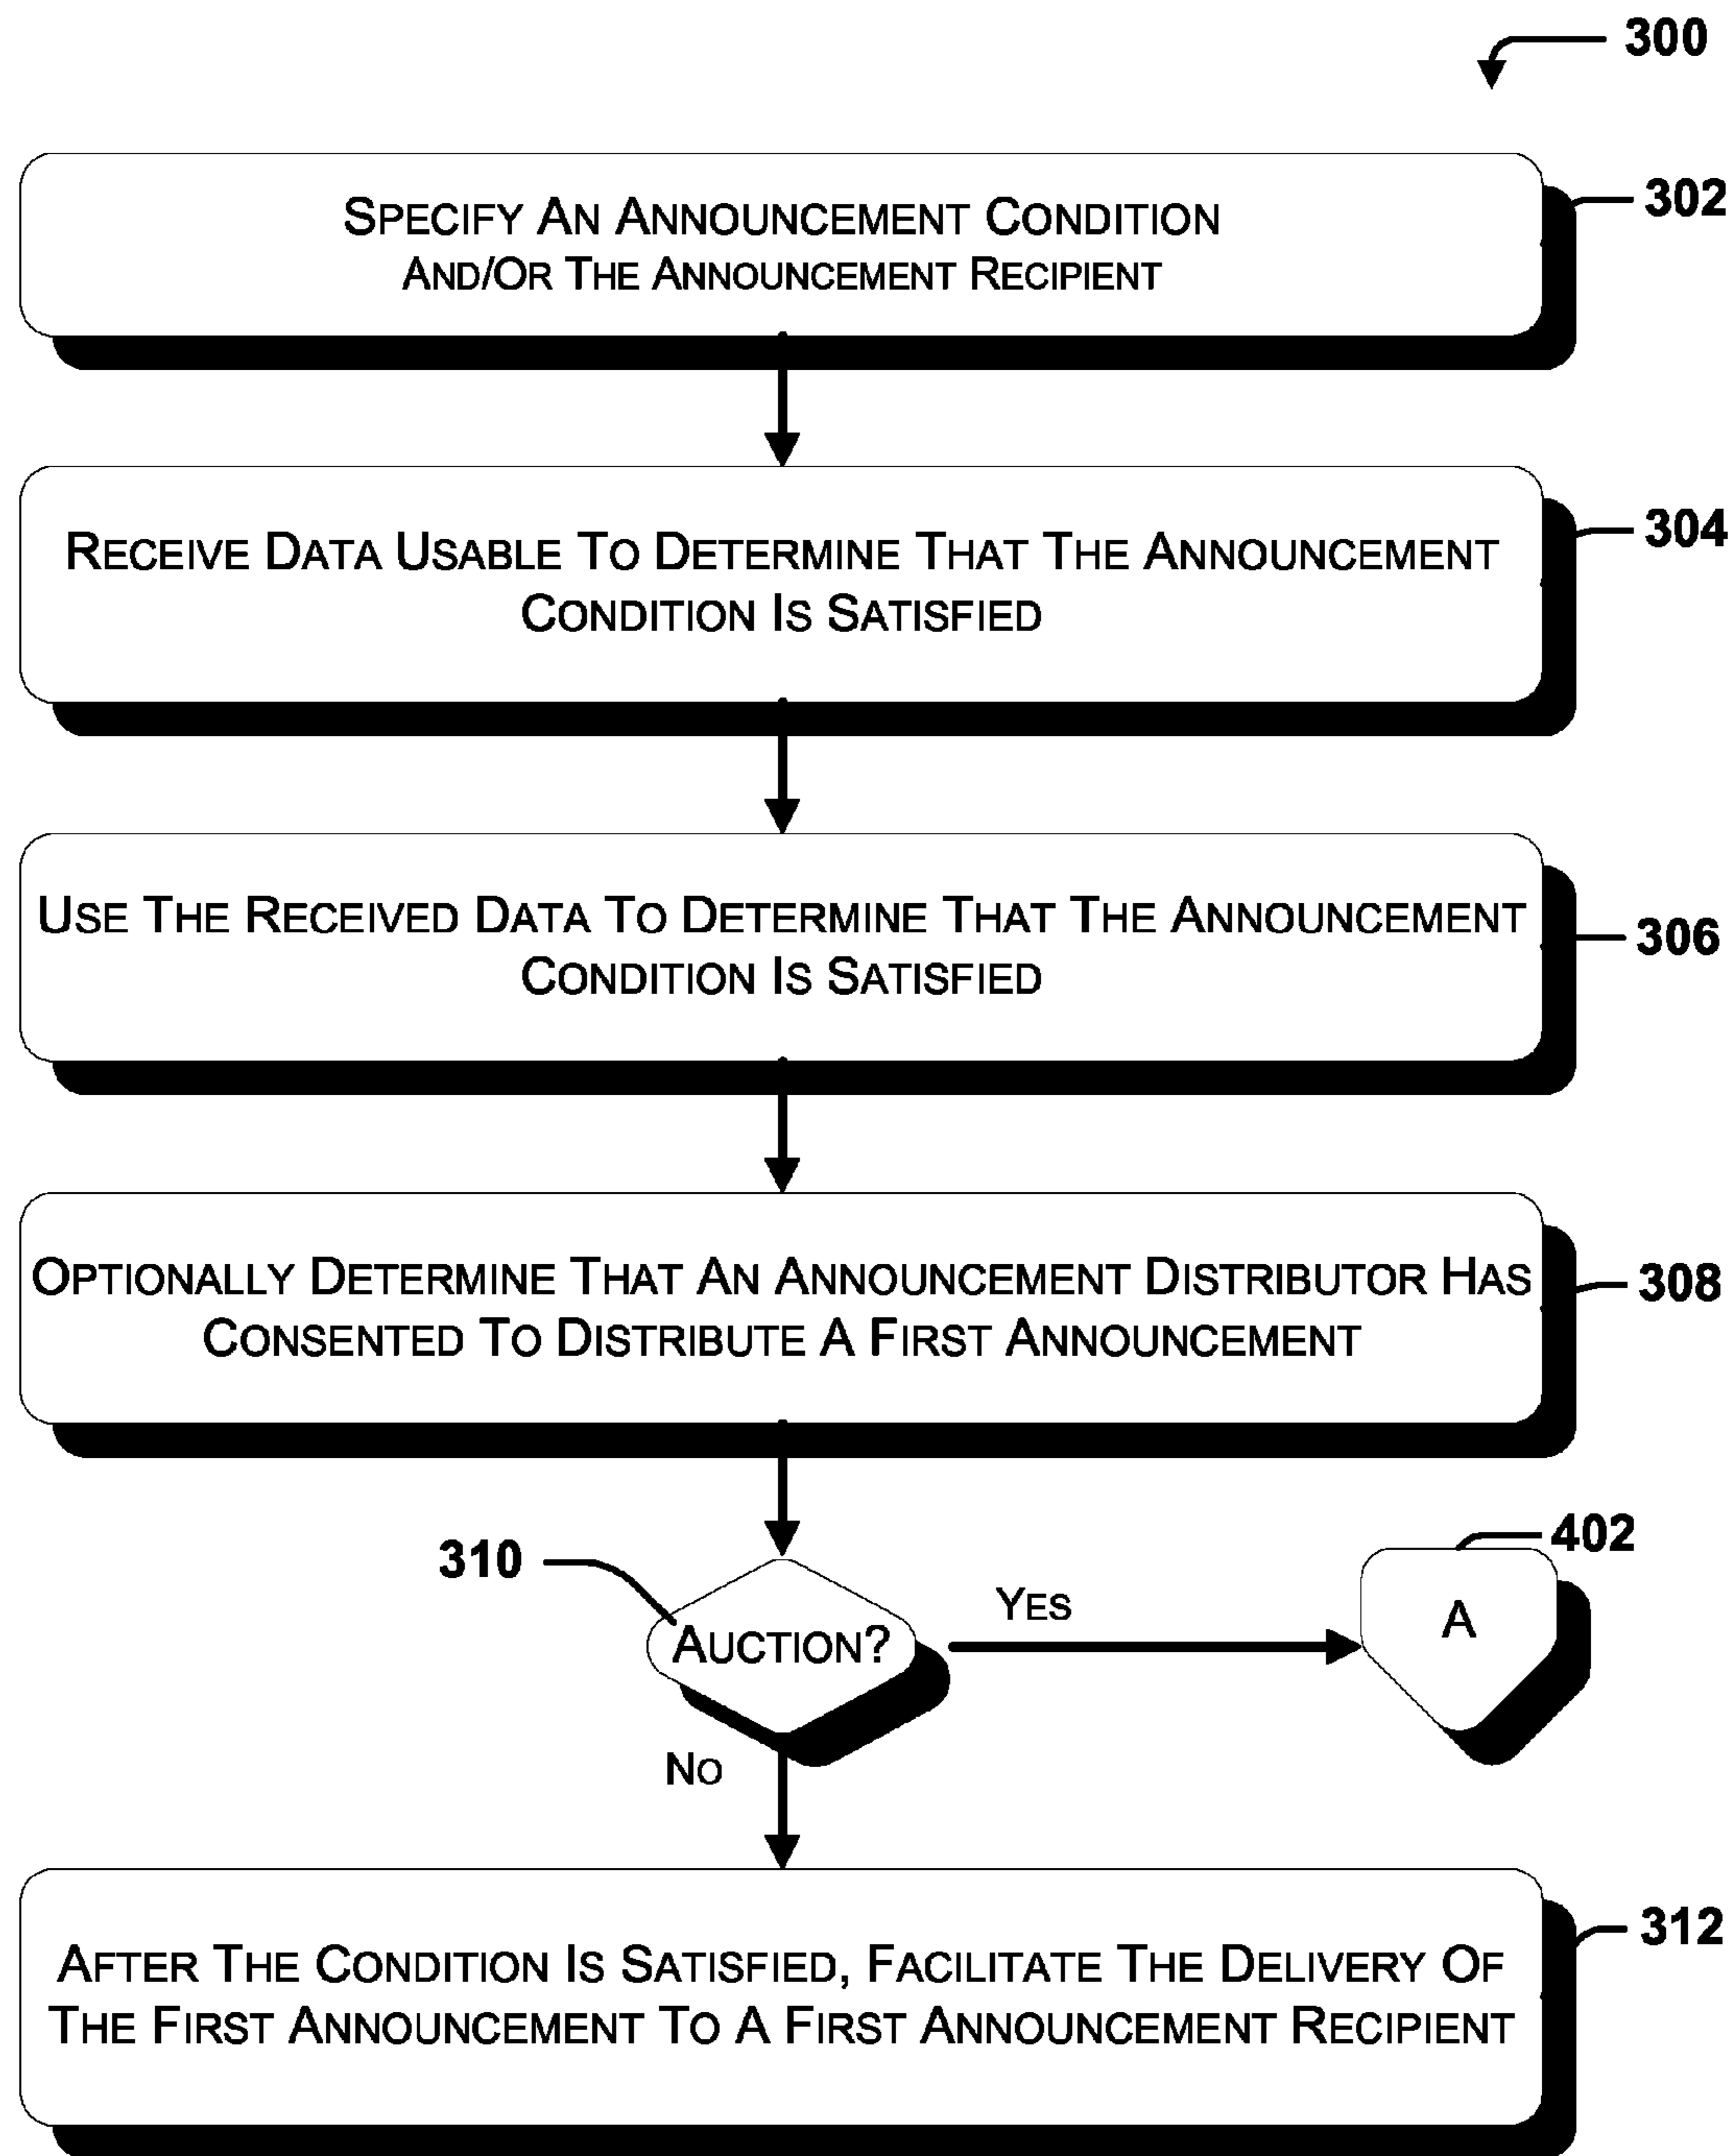 300
SPECIFY AN ANNOUNCEMENT CONDITION
AND/OR THE ANNOUNCEMENT RECIPIENT
302
RECEIVE DATA USABLE TO DETERMINE THAT THE ANNOUNCEMENT
CONDITION IS SATISFIED
304
USE THE RECEIVED DATA TO DETERMINE THAT THE ANNOUNCEMENT
CONDITION IS SATISFIED
306
OPTIONALLY DETERMINE THAT AN ANNOUNCEMENT DISTRIBUTOR HAS
CONSENTED TO DISTRIBUTE A FIRST ANNOUNCEMENT
308
310
AUCTION?
YES
402
A
NO
AFTER THE CONDITION IS SATISFIED, FACILITATE THE DELIVERY OF
THE FIRST ANNOUNCEMENT TO A FIRST ANNOUNCEMENT RECIPIENT
312